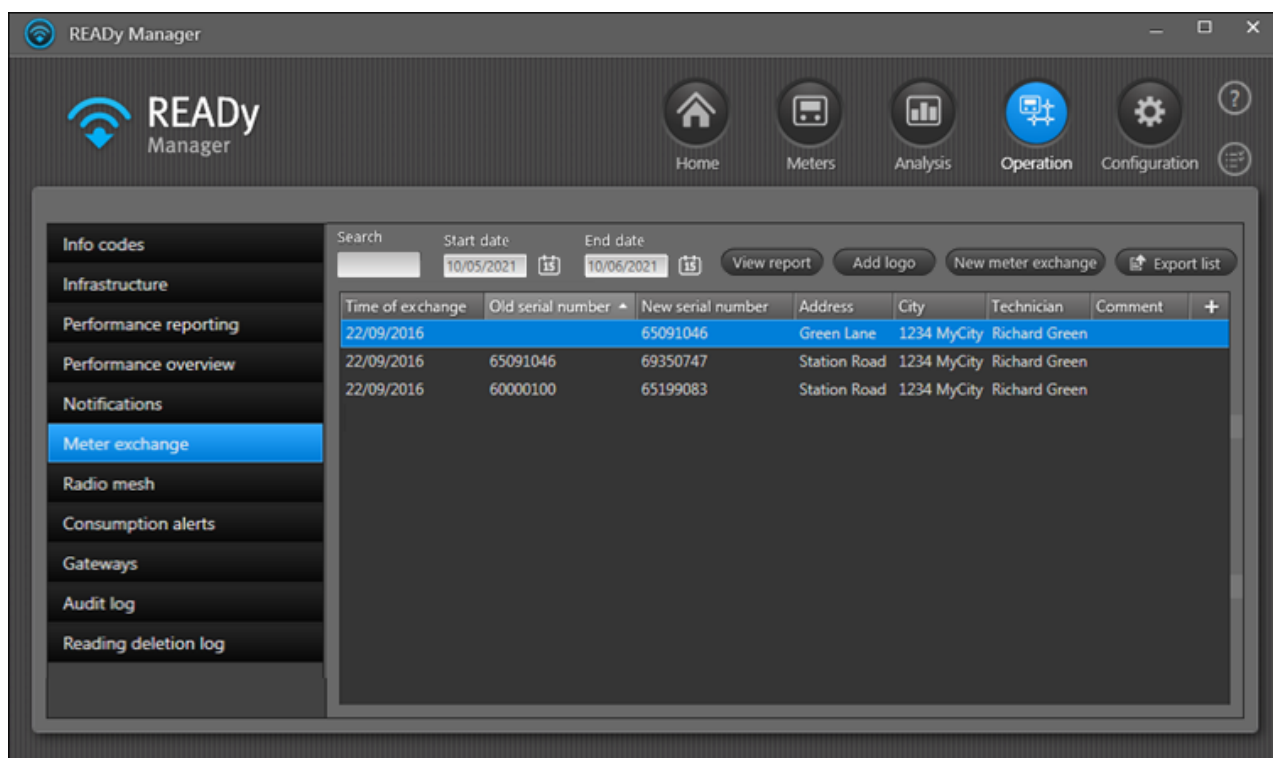 READy Manager
READy
Manager
?
Home Meters Analysis Operation Configuration
Info codes
Infrastructure
Performance reporting
Performance overview
Notifications
Meter exchange
Radio mesh
Consumption alerts
Gateways
Audit log
Reading deletion log
Search Start date End date
10/05/2021 15 10/06/2021 15 View report Add logo New meter exchange Export list
Time of exchange Old serial number New serial number Address City Technician Comment +
22/09/2016 65091046 Green Lane 1234 MyCity Richard Green
22/09/2016 65091046 69350747 Station Road 1234 MyCity Richard Green
22/09/2016 60000100 65199083 Station Road 1234 MyCity Richard Green